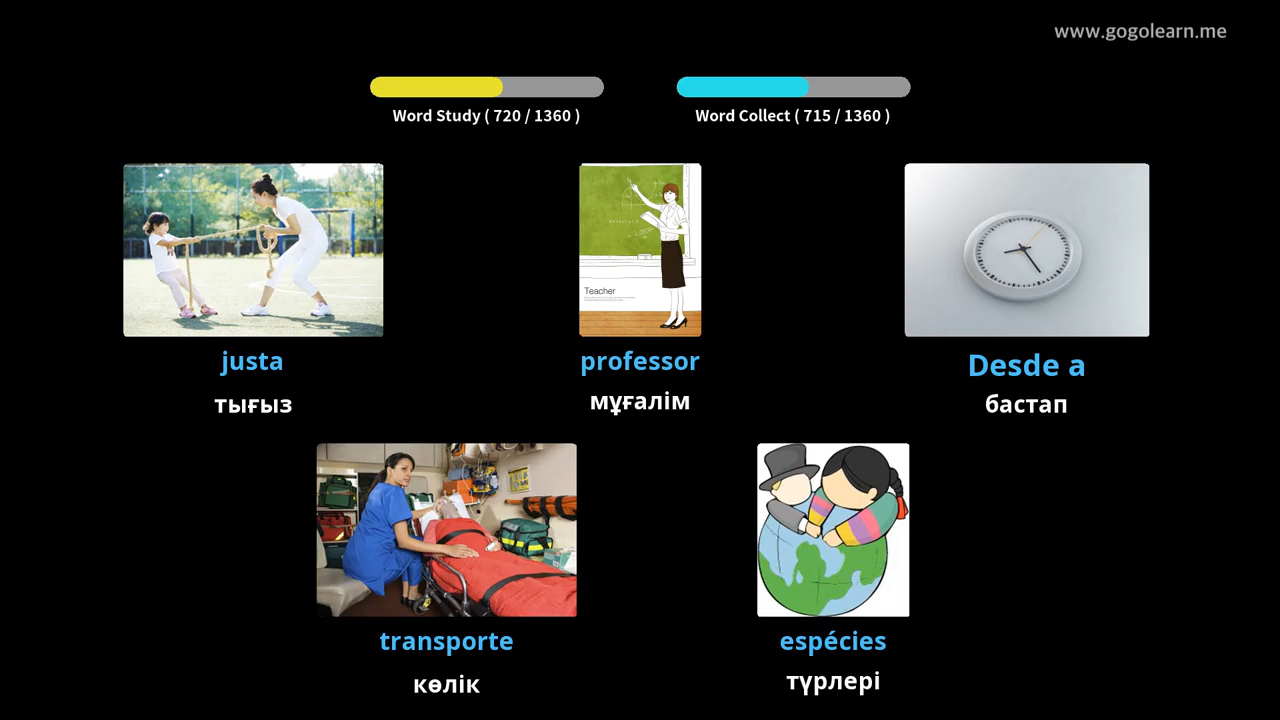 www.gogolearn.me
Word Study ( 720 / 1360 )
Word Collect ( 715 / 1360 )
Teacher
justa
professor
Desde a
тығыз
мұғалім
бастап
transporte
espécies
көлік
түрлері